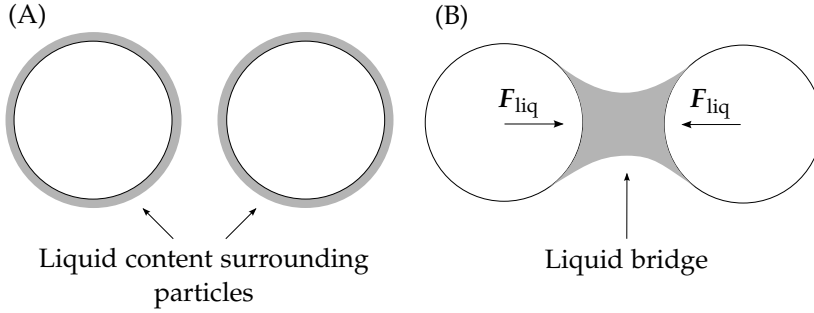 (A)
(B)
F_liq
F_liq
Liquid content surrounding
particles
Liquid bridge